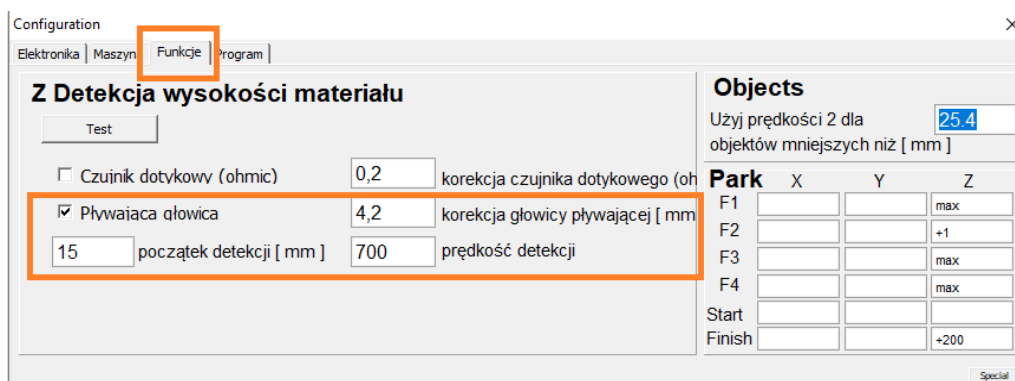 Configuration
Elektronika Maszyn Funkcje Program
Z Detekcja wysokości materiału
Test
Czujnik dotykowy (ohmic) 0,2 korekcja czujnika dotykowego (oh
Pływająca głowica 4,2 korekcja głowicy pływającej [ mm
15 początek detekcji [ mm ] 700 prędkość detekcji
Objects
Użyj prędkości 2 dla 25.4
objektów mniejszych niż [ mm ]
Park X Y Z
F1 max
F2 +1
F3 max
F4 max
Start
Finish +200
Special